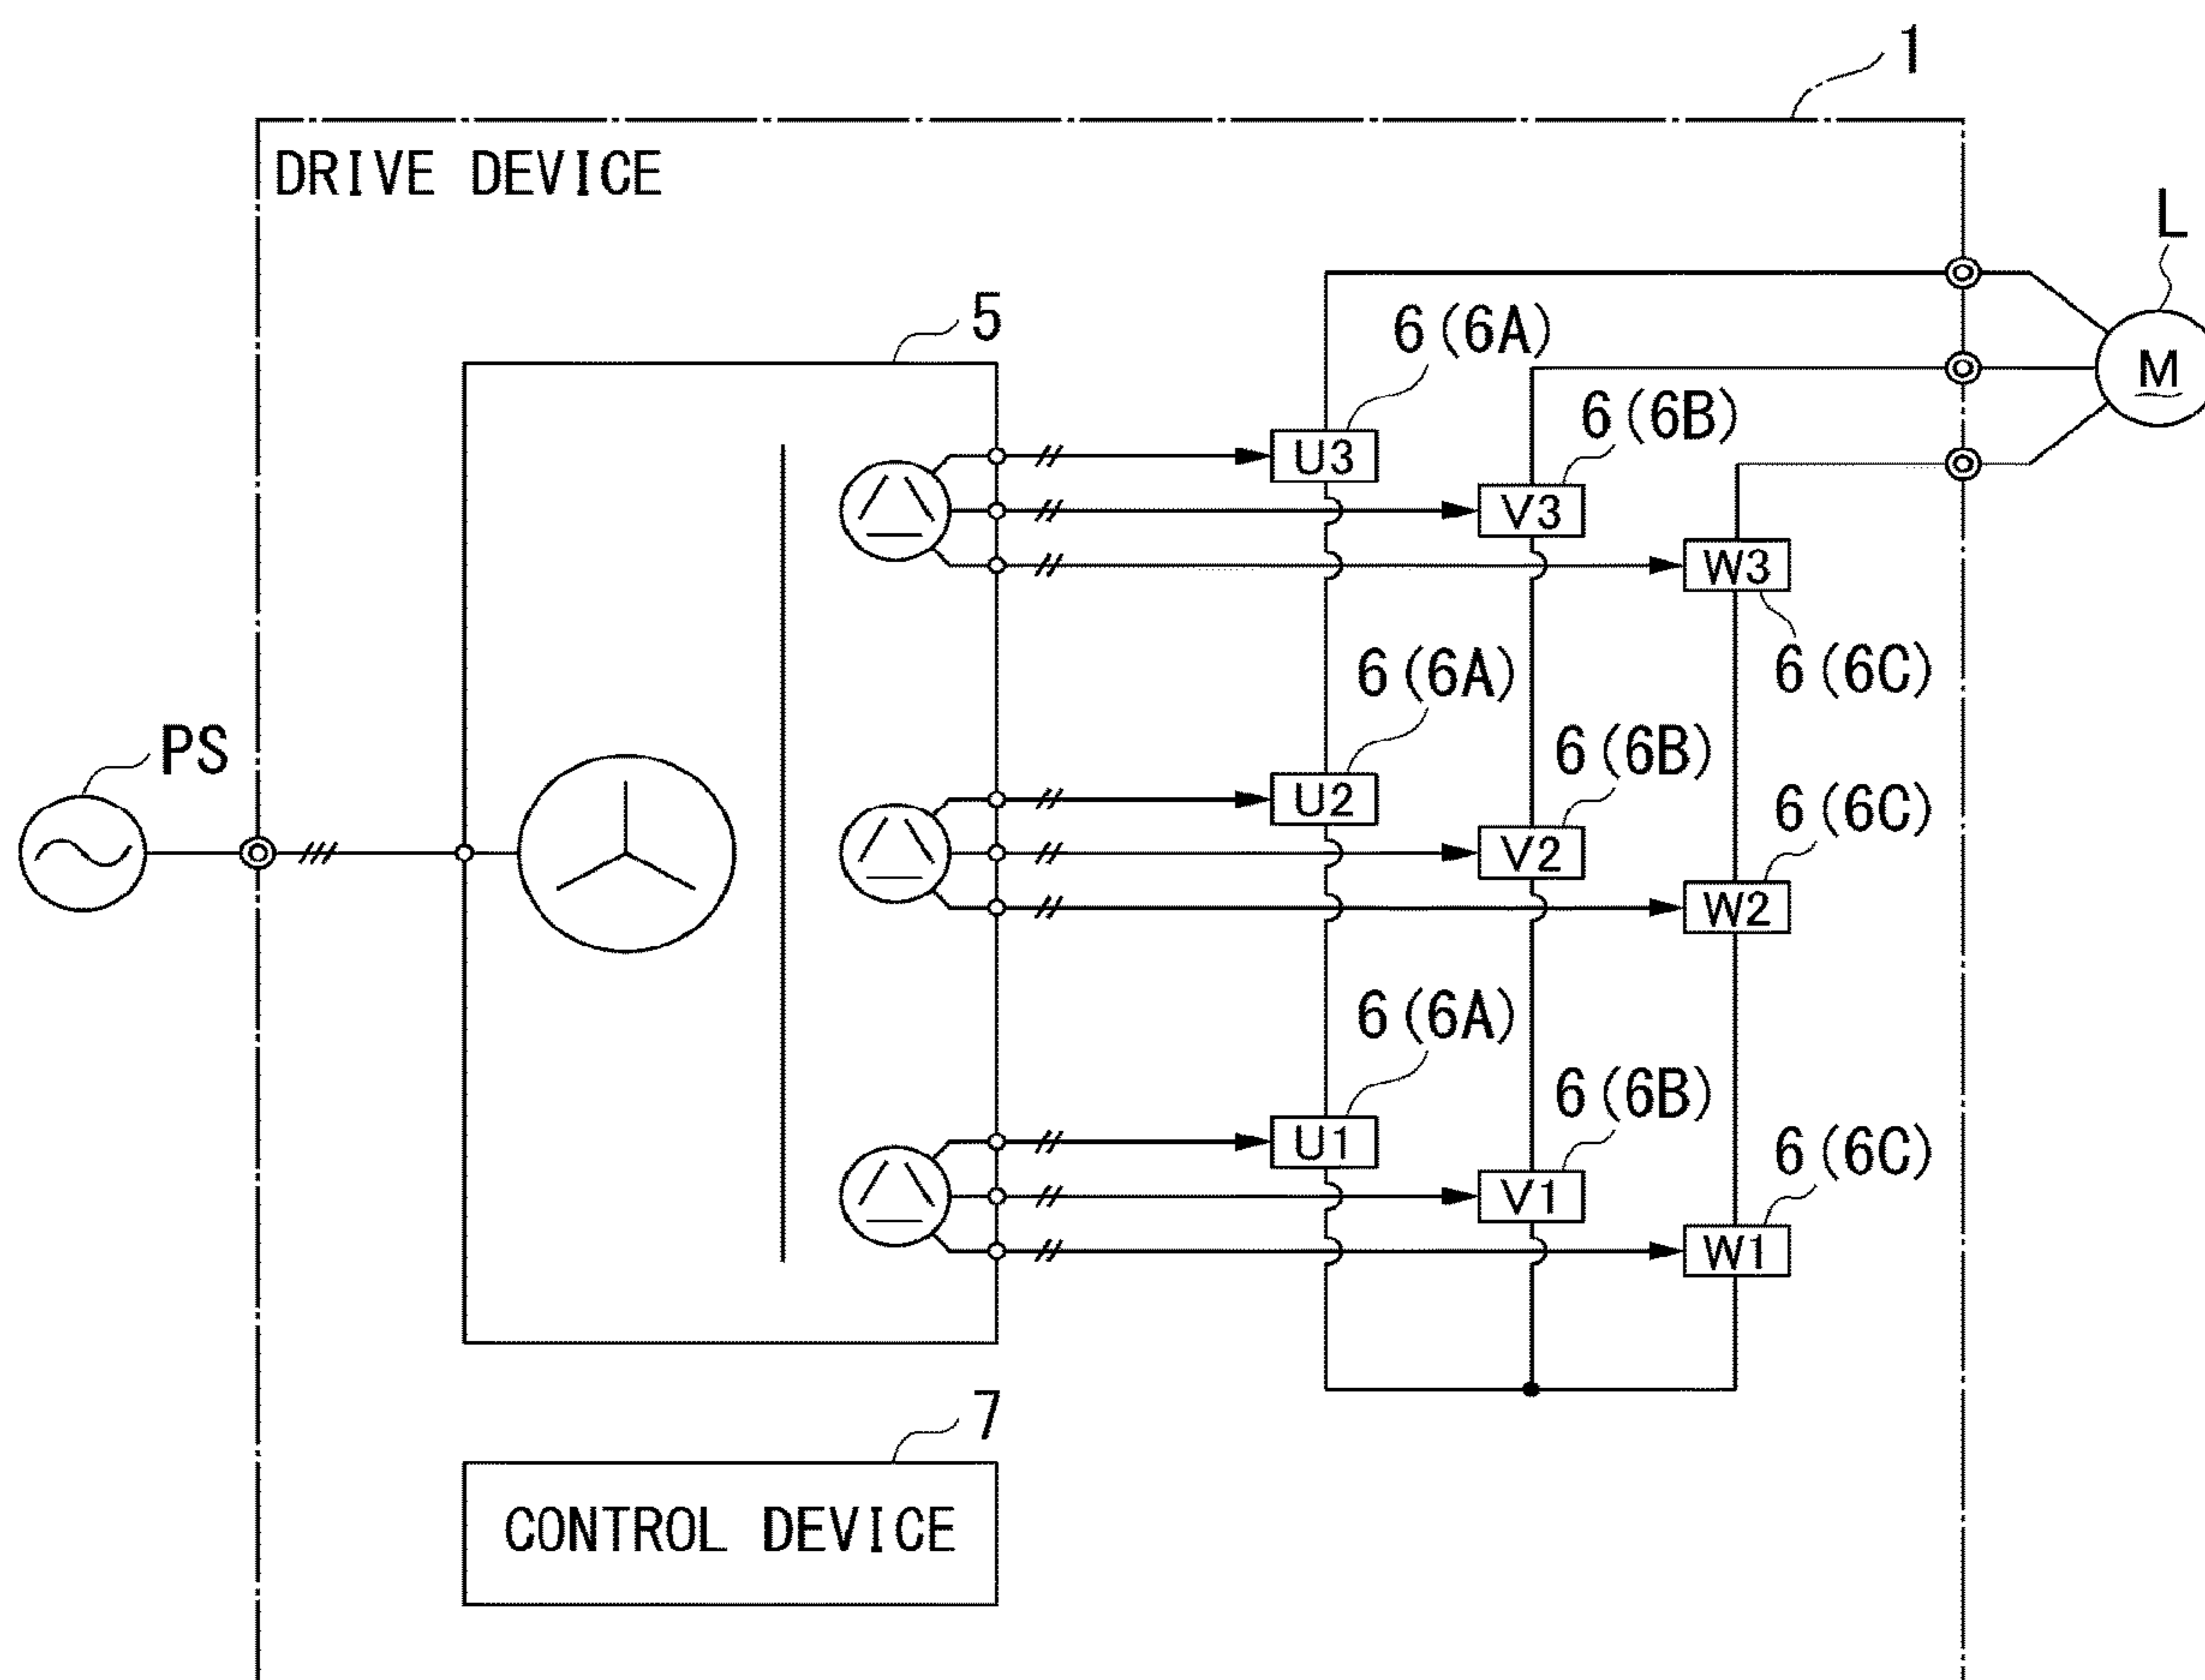 1
DRIVE DEVICE
L
5
6(6A)
M
6(6B)
U3
V3
W3
6(6A)
6(6C)
PS
6(6B)
U2
6(6C)
V2
W2
6(6A)
6(6B)
U1
6(6C)
V1
W1
7
CONTROL DEVICE